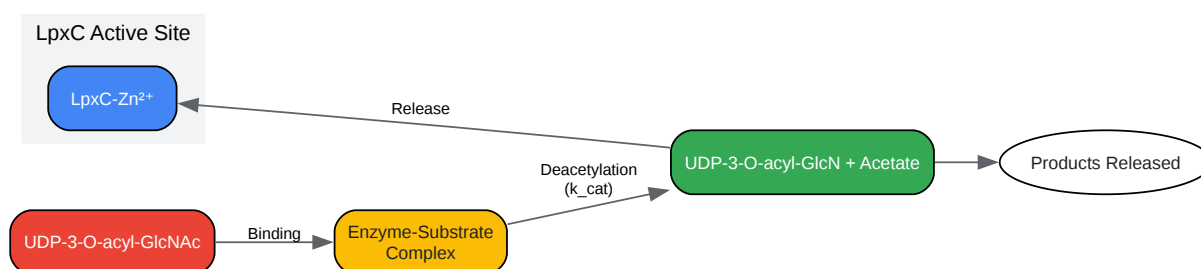 LpxC Active Site
LpxC-Zn²⁺
Release
UDP-3-O-acyl-GlcN + Acetate
Products Released
Deacetylation
(k_cat)
UDP-3-O-acyl-GlcNAc
Binding
Enzyme-Substrate
Complex